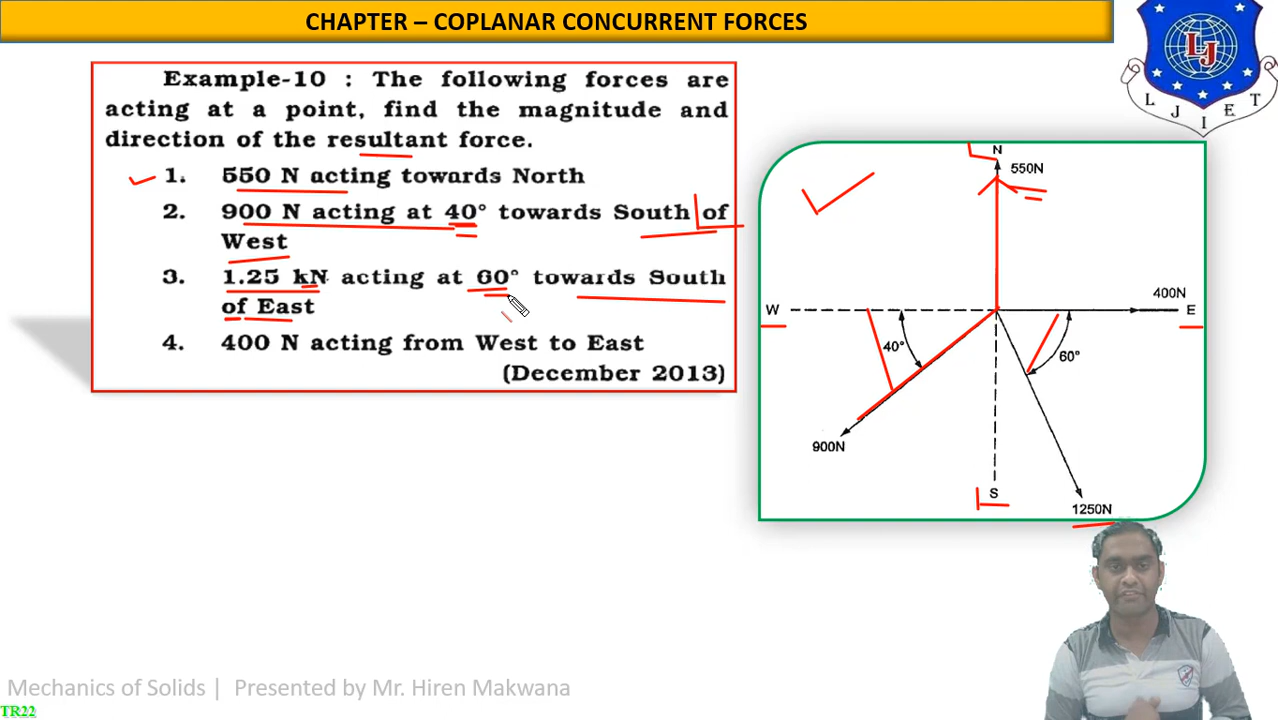 CHAPTER – COPLANAR CONCURRENT FORCES
Example-10 : The following forces are
acting at a point, find the magnitude and
direction of the resultant force.
1. 550 N acting towards North
2. 900 N acting at 40° towards South of
West
3. 1.25 kN acting at 60° towards South
of East
4. 400 N acting from West to East
(December 2013)
LJ
L J I E T
N
550N
400N
W
E
40°
60°
900N
S
1250N
Mechanics of Solids | Presented by Mr. Hiren Makwana
TR22